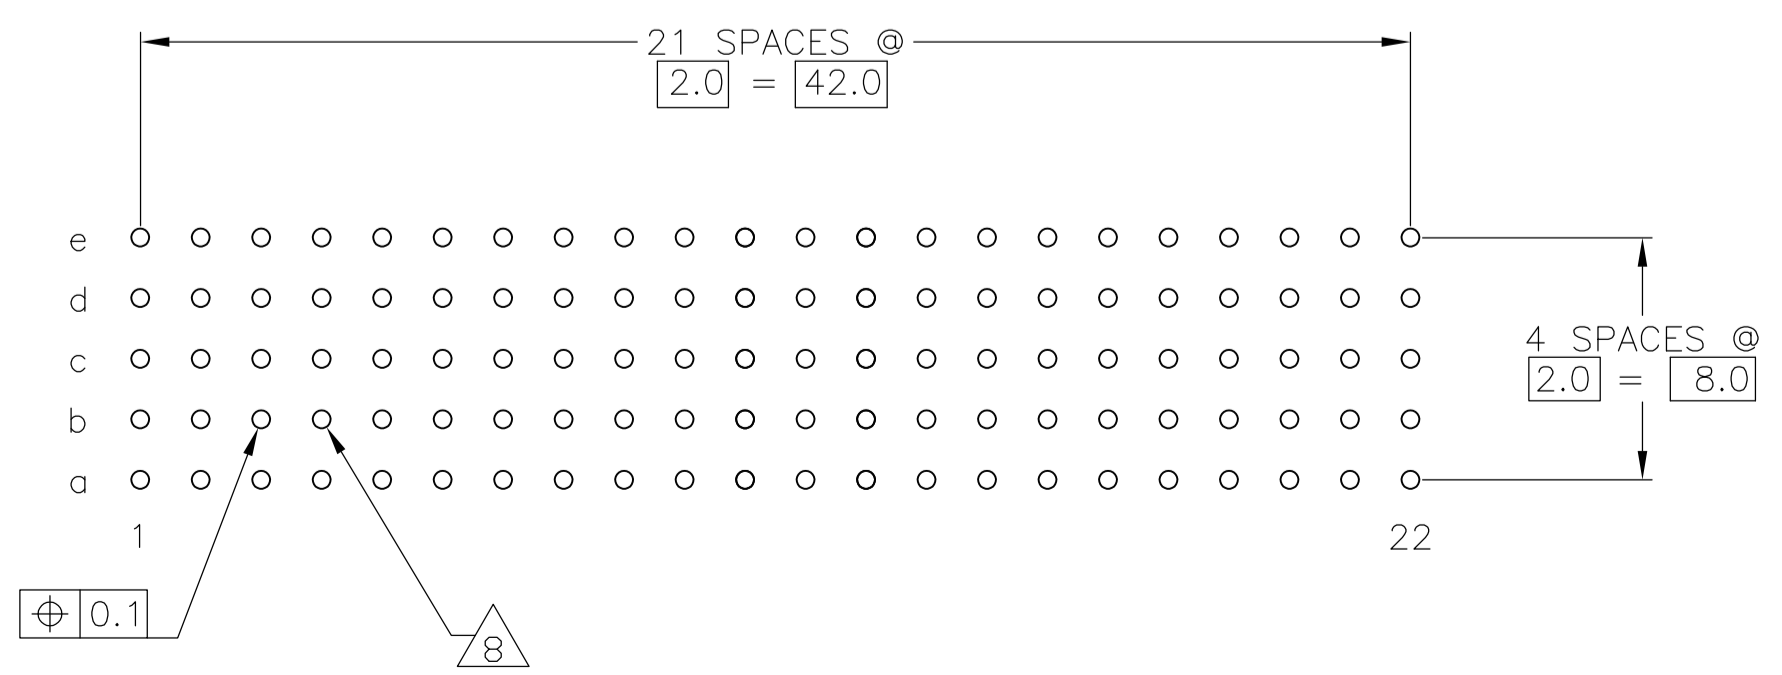 21 SPACES @
2.0 = 42.0
e
d
c
4 SPACES @
2.0 = 8.0
b
a
1
22
⌖ 0.1
8